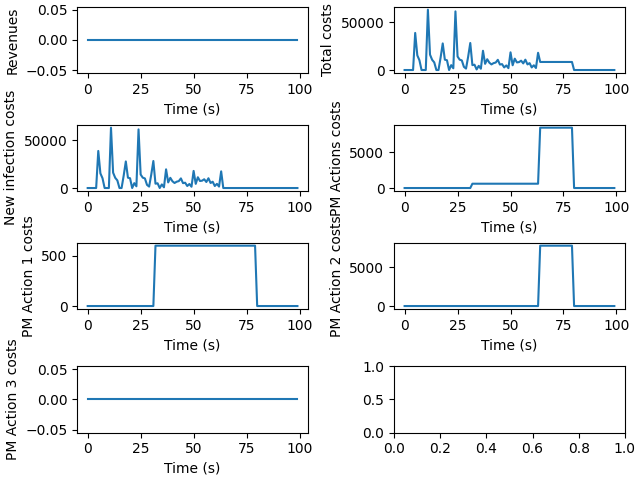 Revenues
0.05
0.00
−0.05
0 25 50 75 100
Time (s)
Total costs
50000
0
0 25 50 75 100
Time (s)
New infection costs
50000
0
0 25 50 75 100
Time (s)
PM Actions costs
5000
0
0 25 50 75 100
Time (s)
PM Action 1 costs
500
0
0 25 50 75 100
Time (s)
PM Action 2 costs
5000
0
0 25 50 75 100
Time (s)
PM Action 3 costs
0.05
0.00
−0.05
0 25 50 75 100
Time (s)
1.0
0.5
0.0
0.0 0.2 0.4 0.6 0.8 1.0